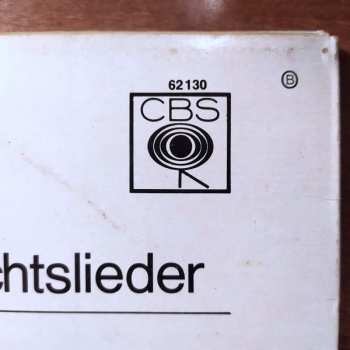 62130
B
CBS
chtslieder